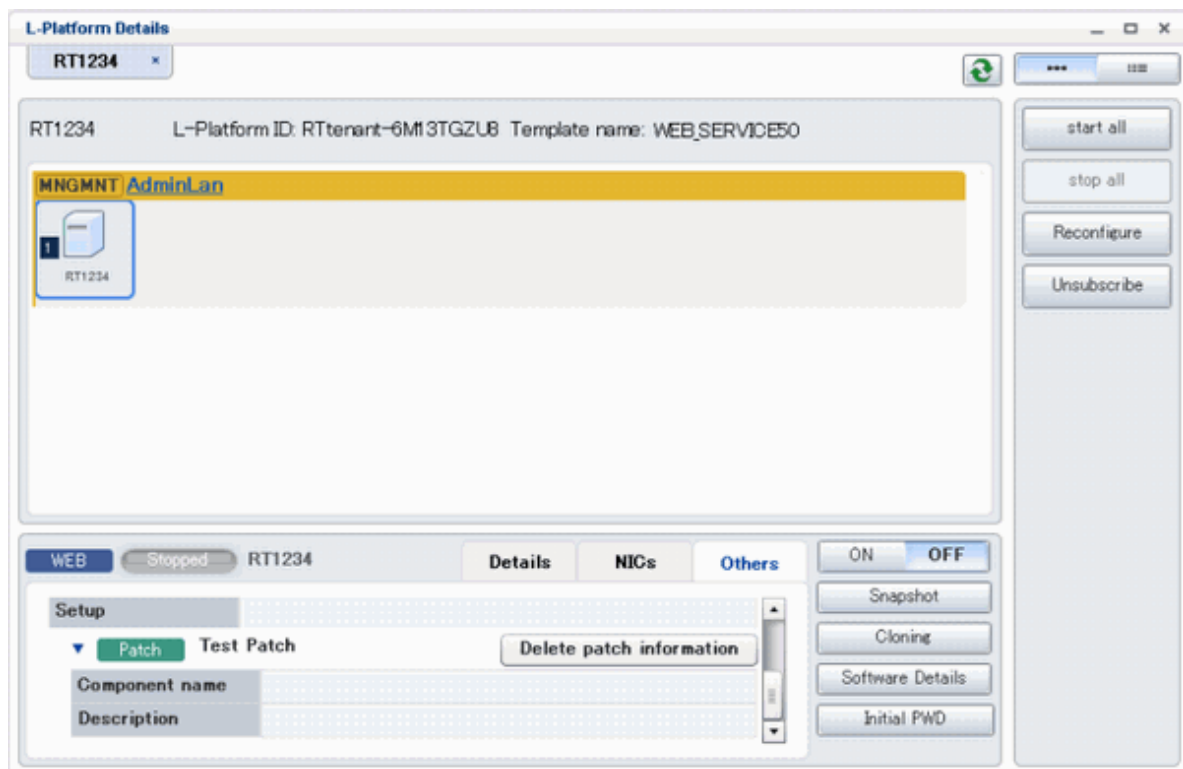 L-Platform Details
RT1234 ×
RT1234 L-Platform ID: RTtenant-6M13TGZU8 Template name: WEB_SERVICE50
start all
stop all
Reconfigure
Unsubscribe
MNGMNT AdminLan
1
RT1234
WEB Stopped RT1234 Details NICs Others
ON OFF
Snapshot
Cloning
Software Details
Initial PWD
Setup
Patch Test Patch Delete patch information
Component name
Description